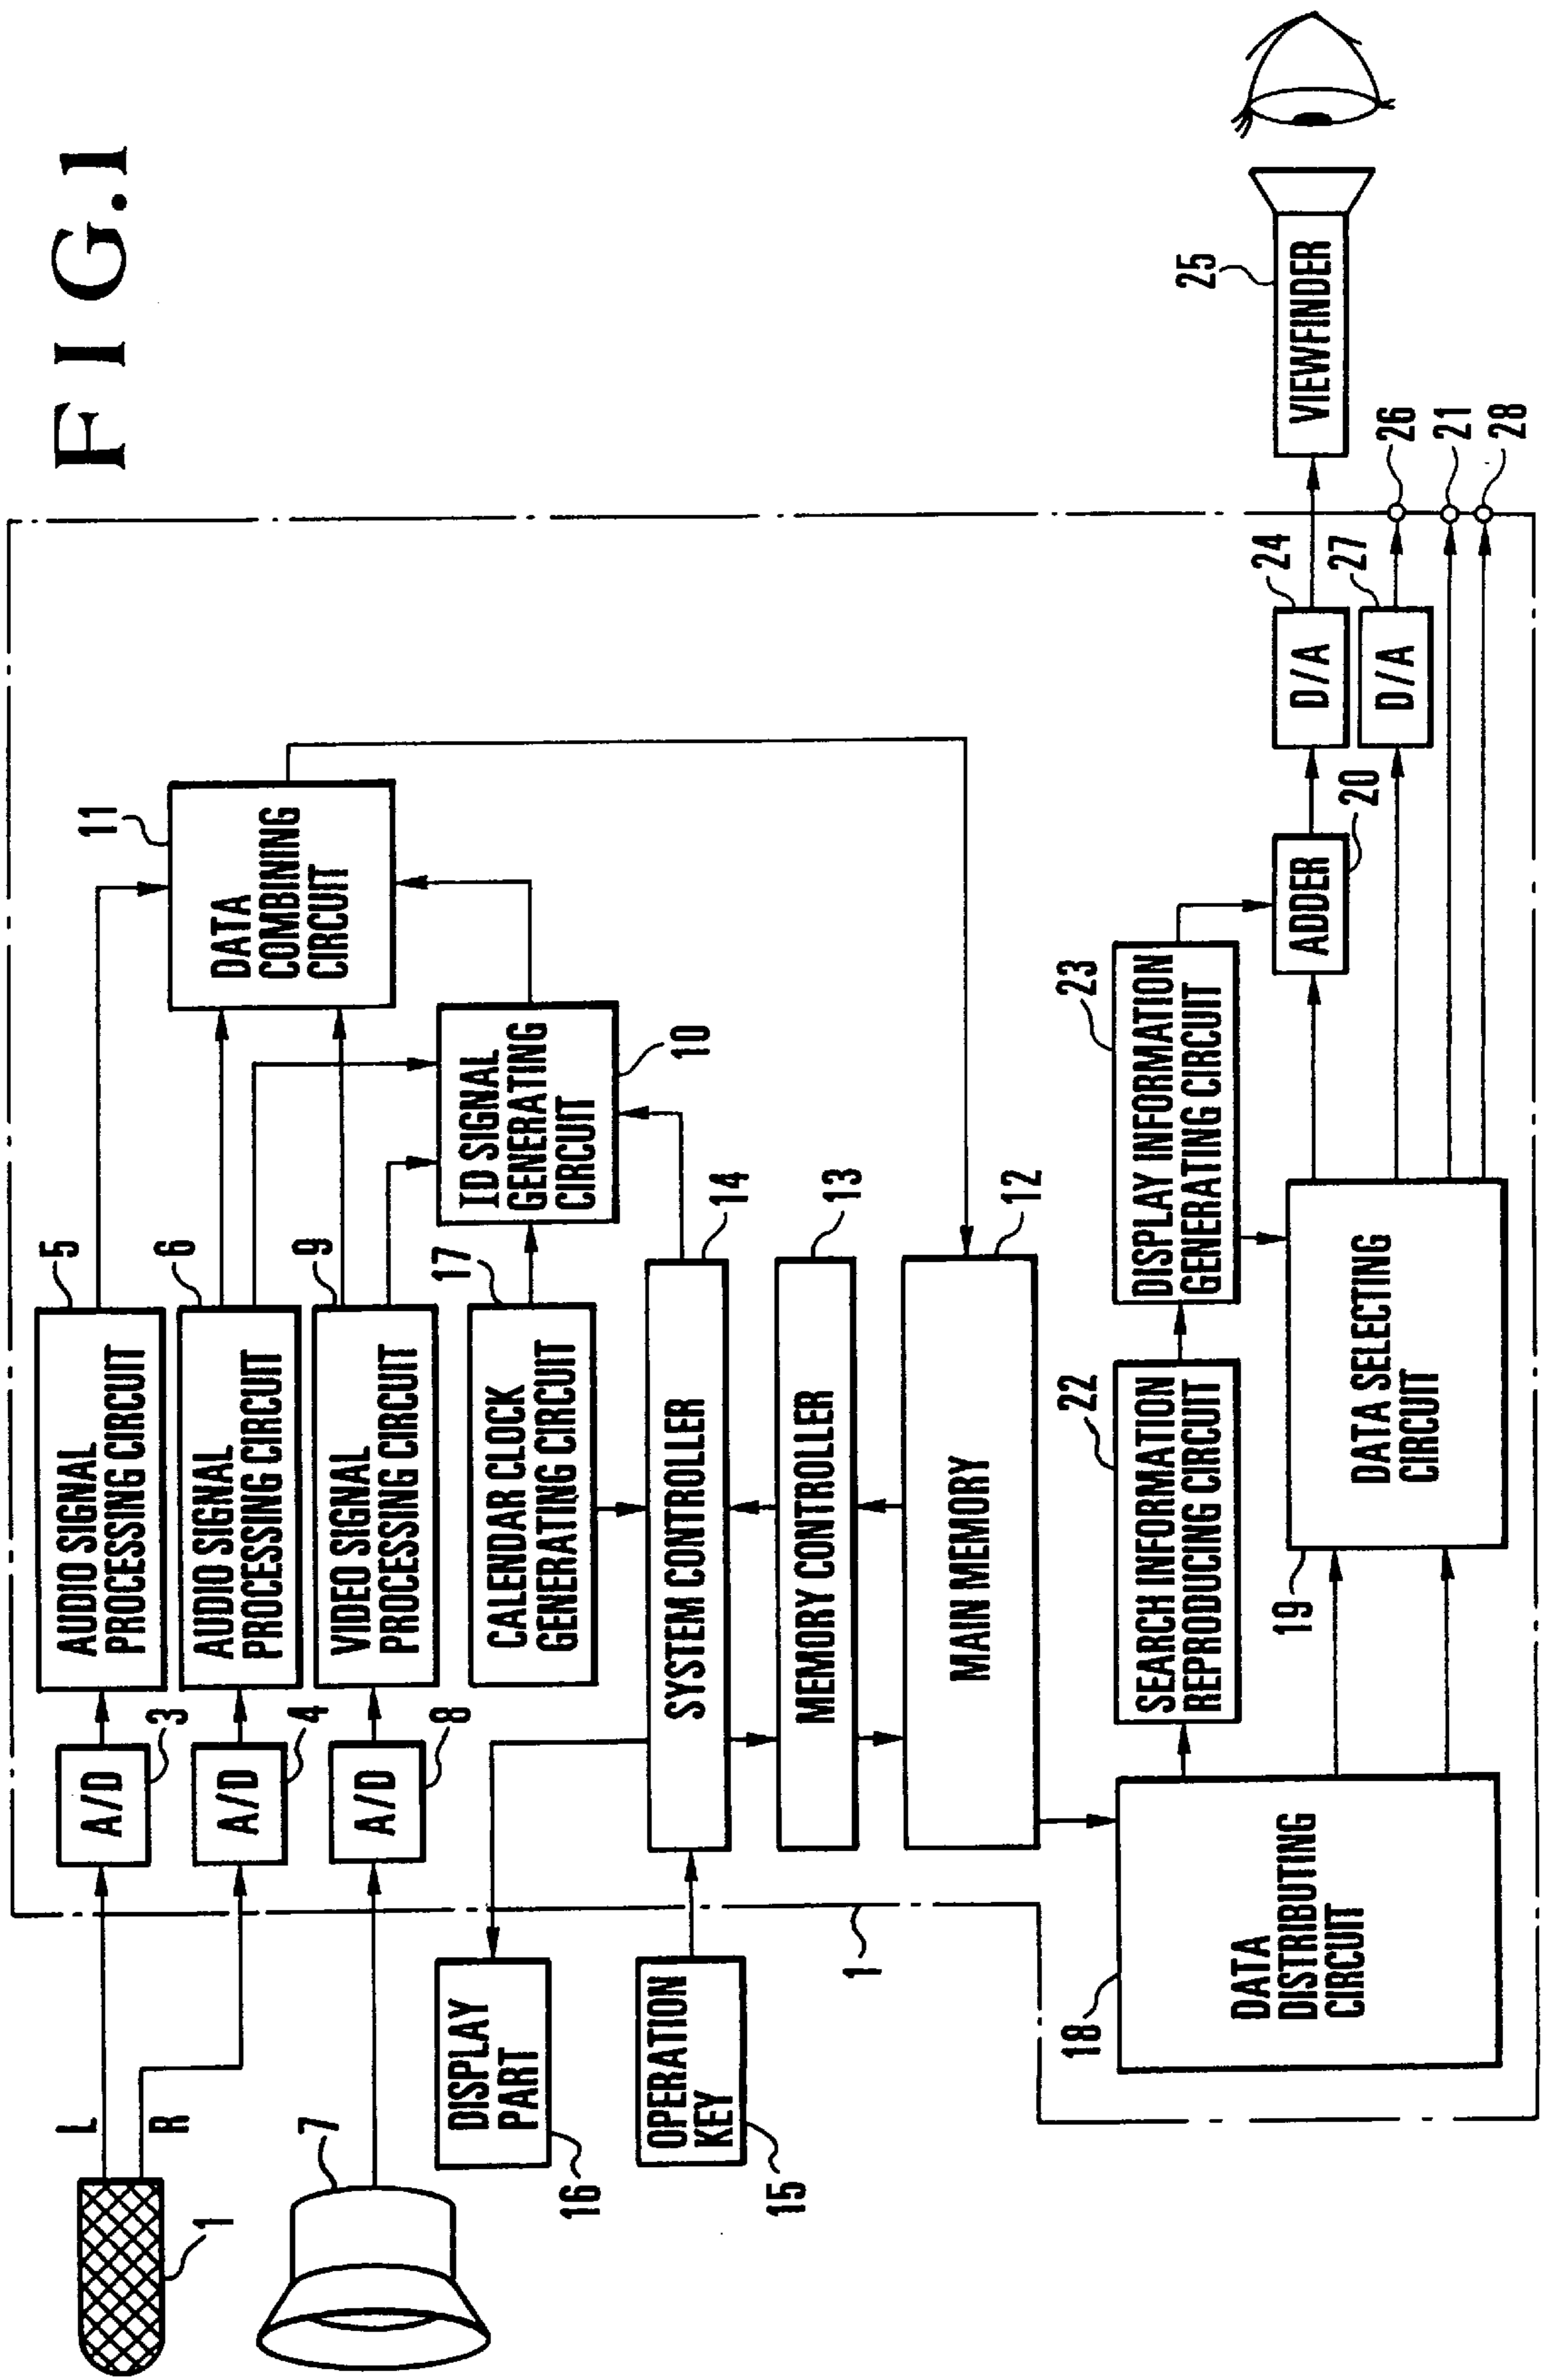 FIG.1
1
L
R
7
A/D
3
A/D
4
A/D
8
AUDIO SIGNAL
PROCESSING CIRCUIT
5
AUDIO SIGNAL
PROCESSING CIRCUIT
6
VIDEO SIGNAL
PROCESSING CIRCUIT
9
DATA
COMBINING
CIRCUIT
11
CALENDAR CLOCK
GENERATING CIRCUIT
17
ID SIGNAL
GENERATING
CIRCUIT
10
DISPLAY
PART
16
OPERATION
KEY
15
SYSTEM CONTROLLER
14
MEMORY CONTROLLER
13
MAIN MEMORY
12
1
DATA
DISTRIBUTING
CIRCUIT
18
SEARCH INFORMATION
REPRODUCING CIRCUIT
22
DISPLAY INFORMATION
GENERATING CIRCUIT
23
DATA SELECTING
CIRCUIT
19
ADDER
20
D/A
24
D/A
27
VIEWFINDER
25
26
21
28